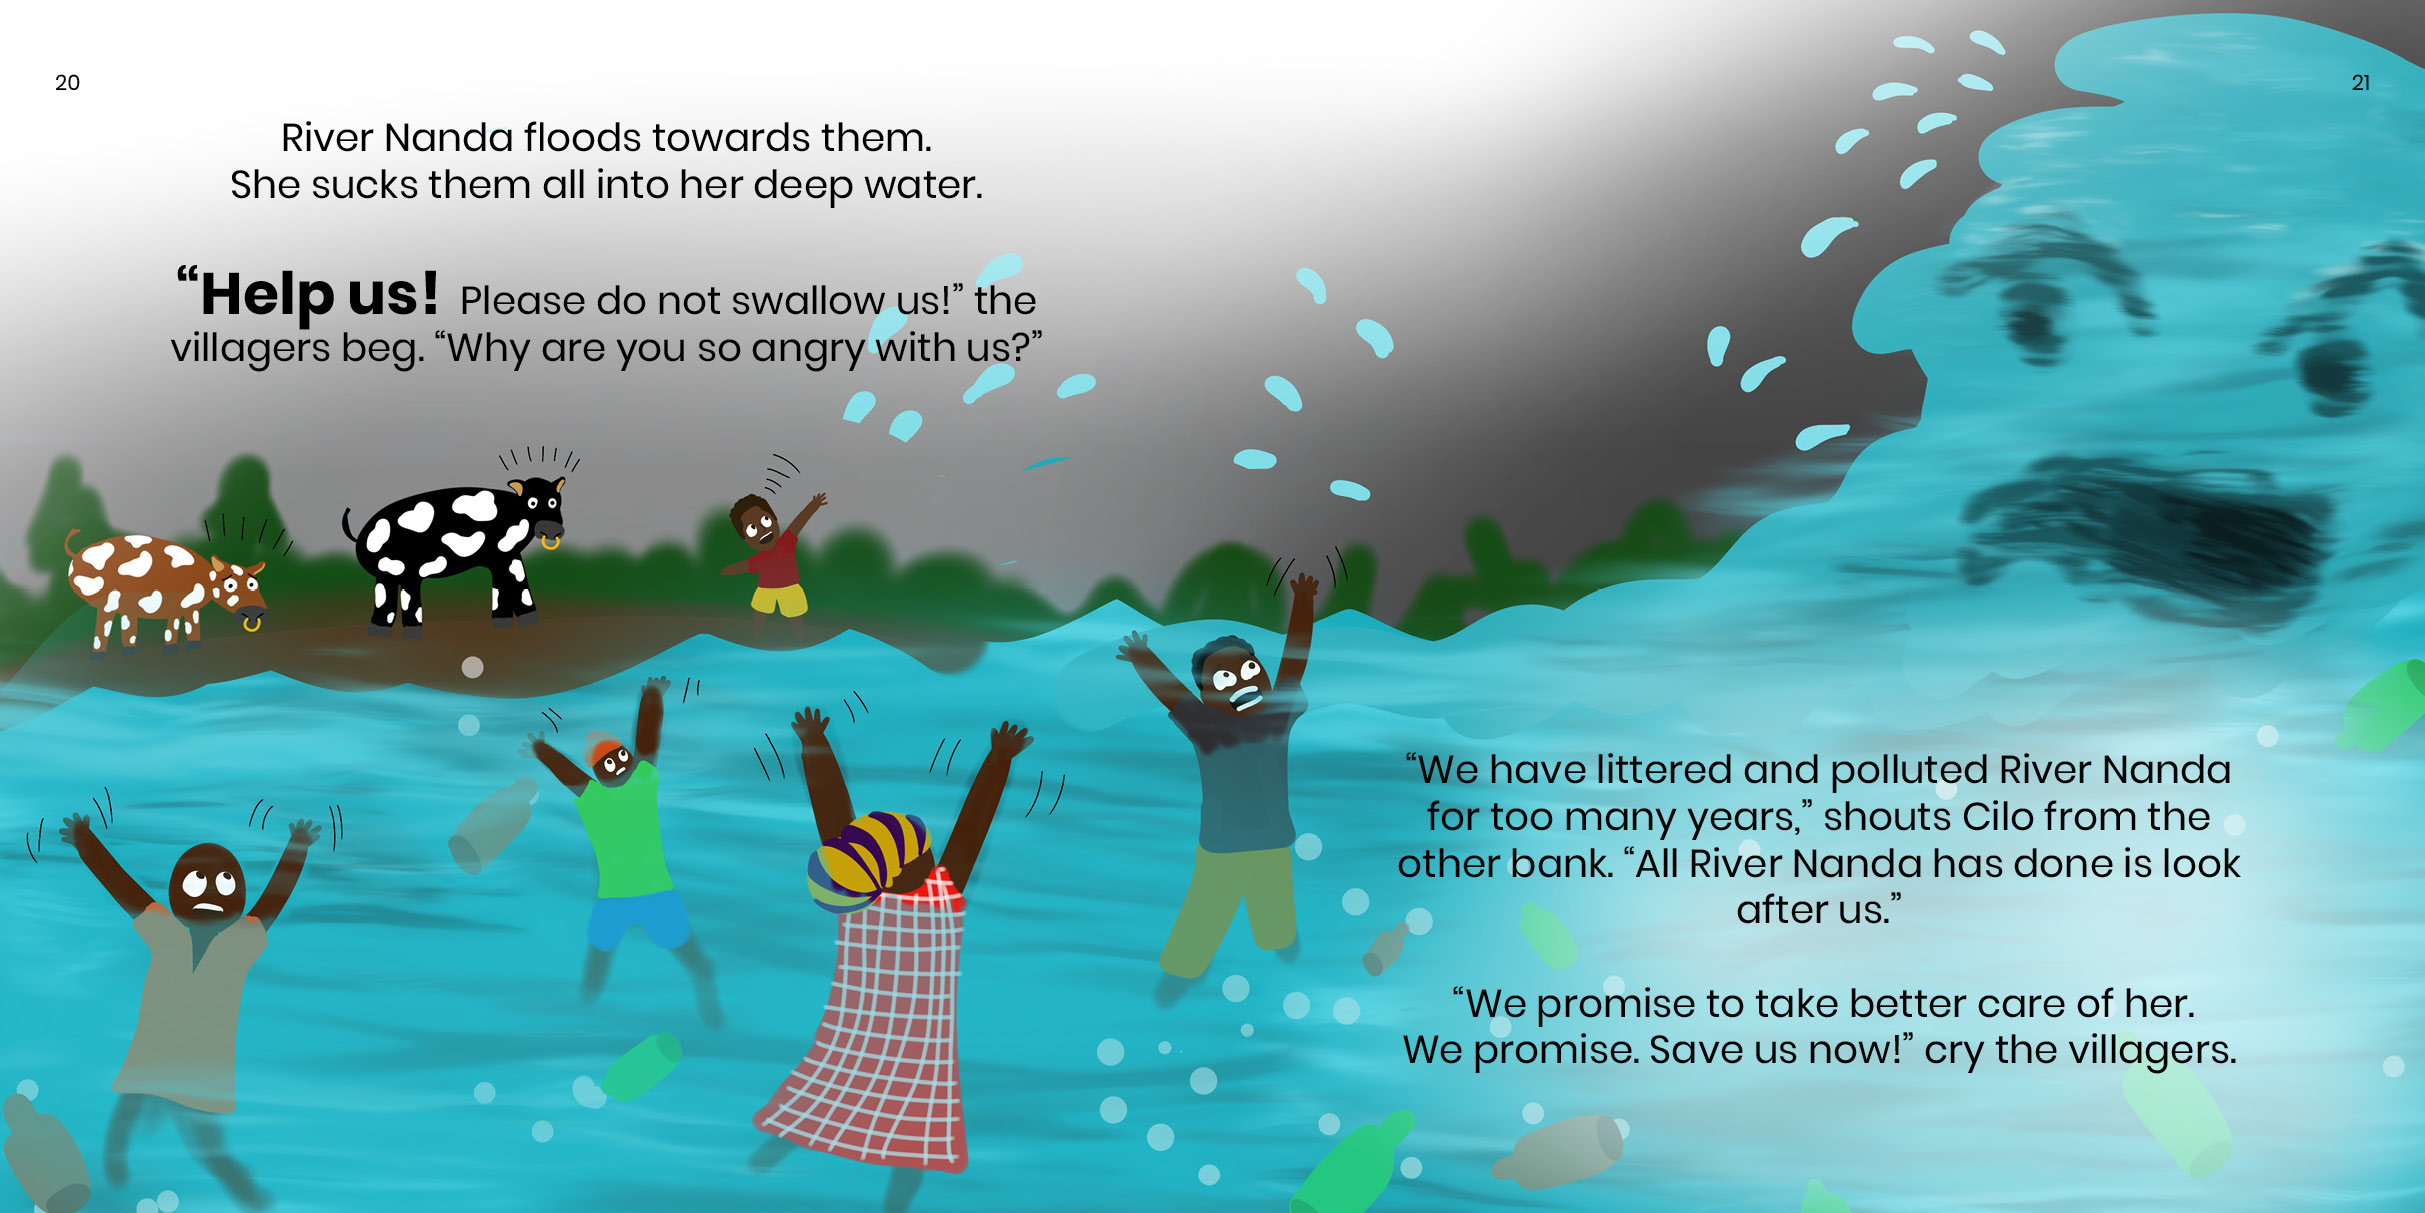 20
River Nanda floods towards them.
She sucks them all into her deep water.
“Help us! Please do not swallow us!” the
villagers beg. “Why are you so angry with us?”
21
“We have littered and polluted River Nanda
for too many years,” shouts Cilo from the
other bank. “All River Nanda has done is look
after us.”
“We promise to take better care of her.
We promise. Save us now!” cry the villagers.